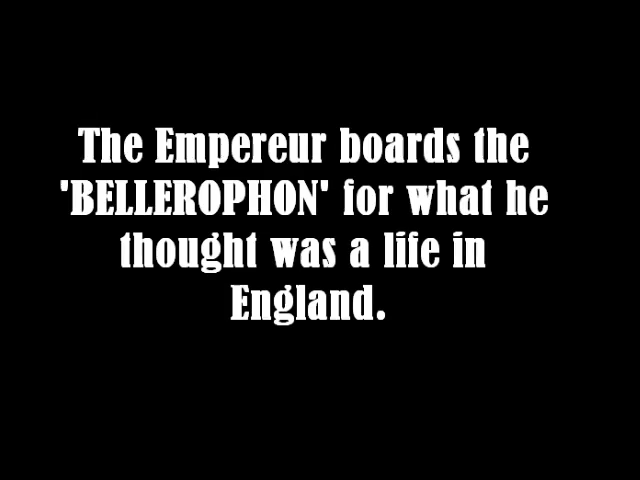 The Empereur boards the
'BELLEROPHON' for what he
thought was a life in
England.